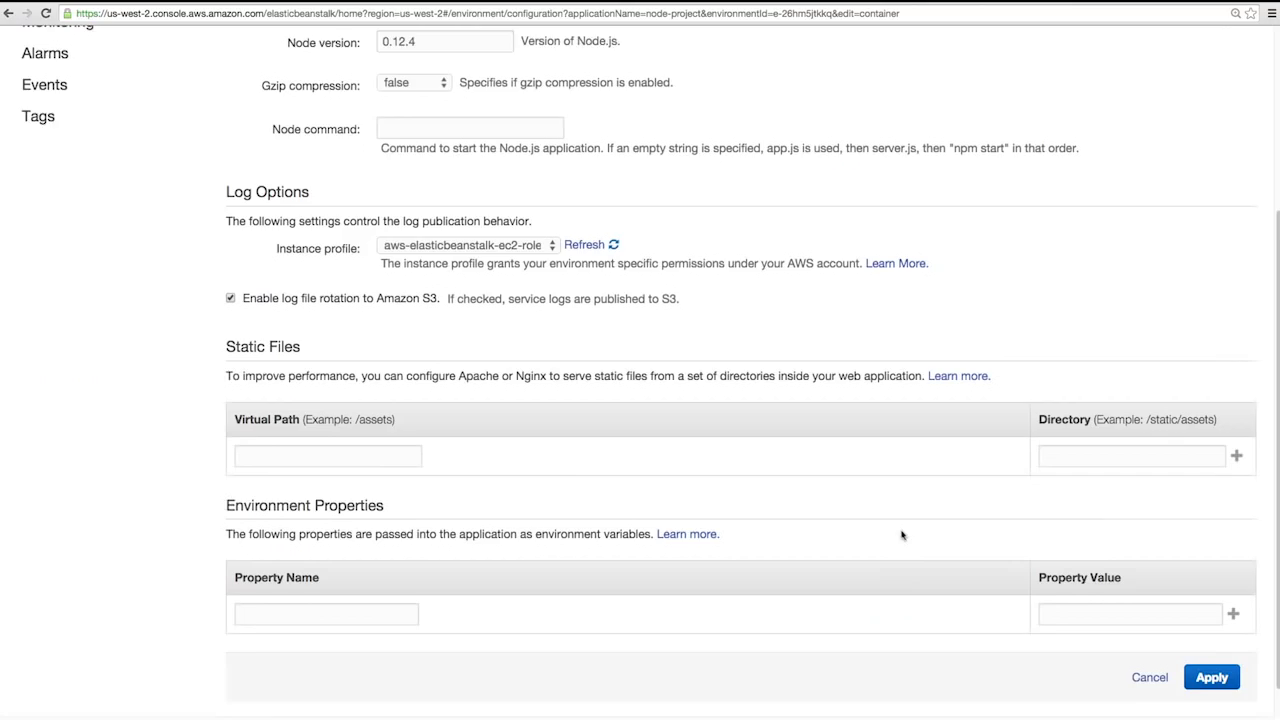 https://us-west-2.console.aws.amazon.com/elasticbeanstalk/home?region=us-west-2#/environment/configuration?applicationName=node-project&environmentId=e-26hm5jtkkq&edit=container
Monitoring
Alarms
Events
Tags
Node version: 0.12.4 Version of Node.js.
Gzip compression: false Specifies if gzip compression is enabled.
Node command:
Command to start the Node.js application. If an empty string is specified, app.js is used, then server.js, then "npm start" in that order.
Log Options
The following settings control the log publication behavior.
Instance profile: aws-elasticbeanstalk-ec2-role Refresh
The instance profile grants your environment specific permissions under your AWS account. Learn More.
Enable log file rotation to Amazon S3. If checked, service logs are published to S3.
Static Files
To improve performance, you can configure Apache or Nginx to serve static files from a set of directories inside your web application. Learn more.
Virtual Path (Example: /assets) Directory (Example: /static/assets)
Environment Properties
The following properties are passed into the application as environment variables. Learn more.
Property Name Property Value
Cancel Apply